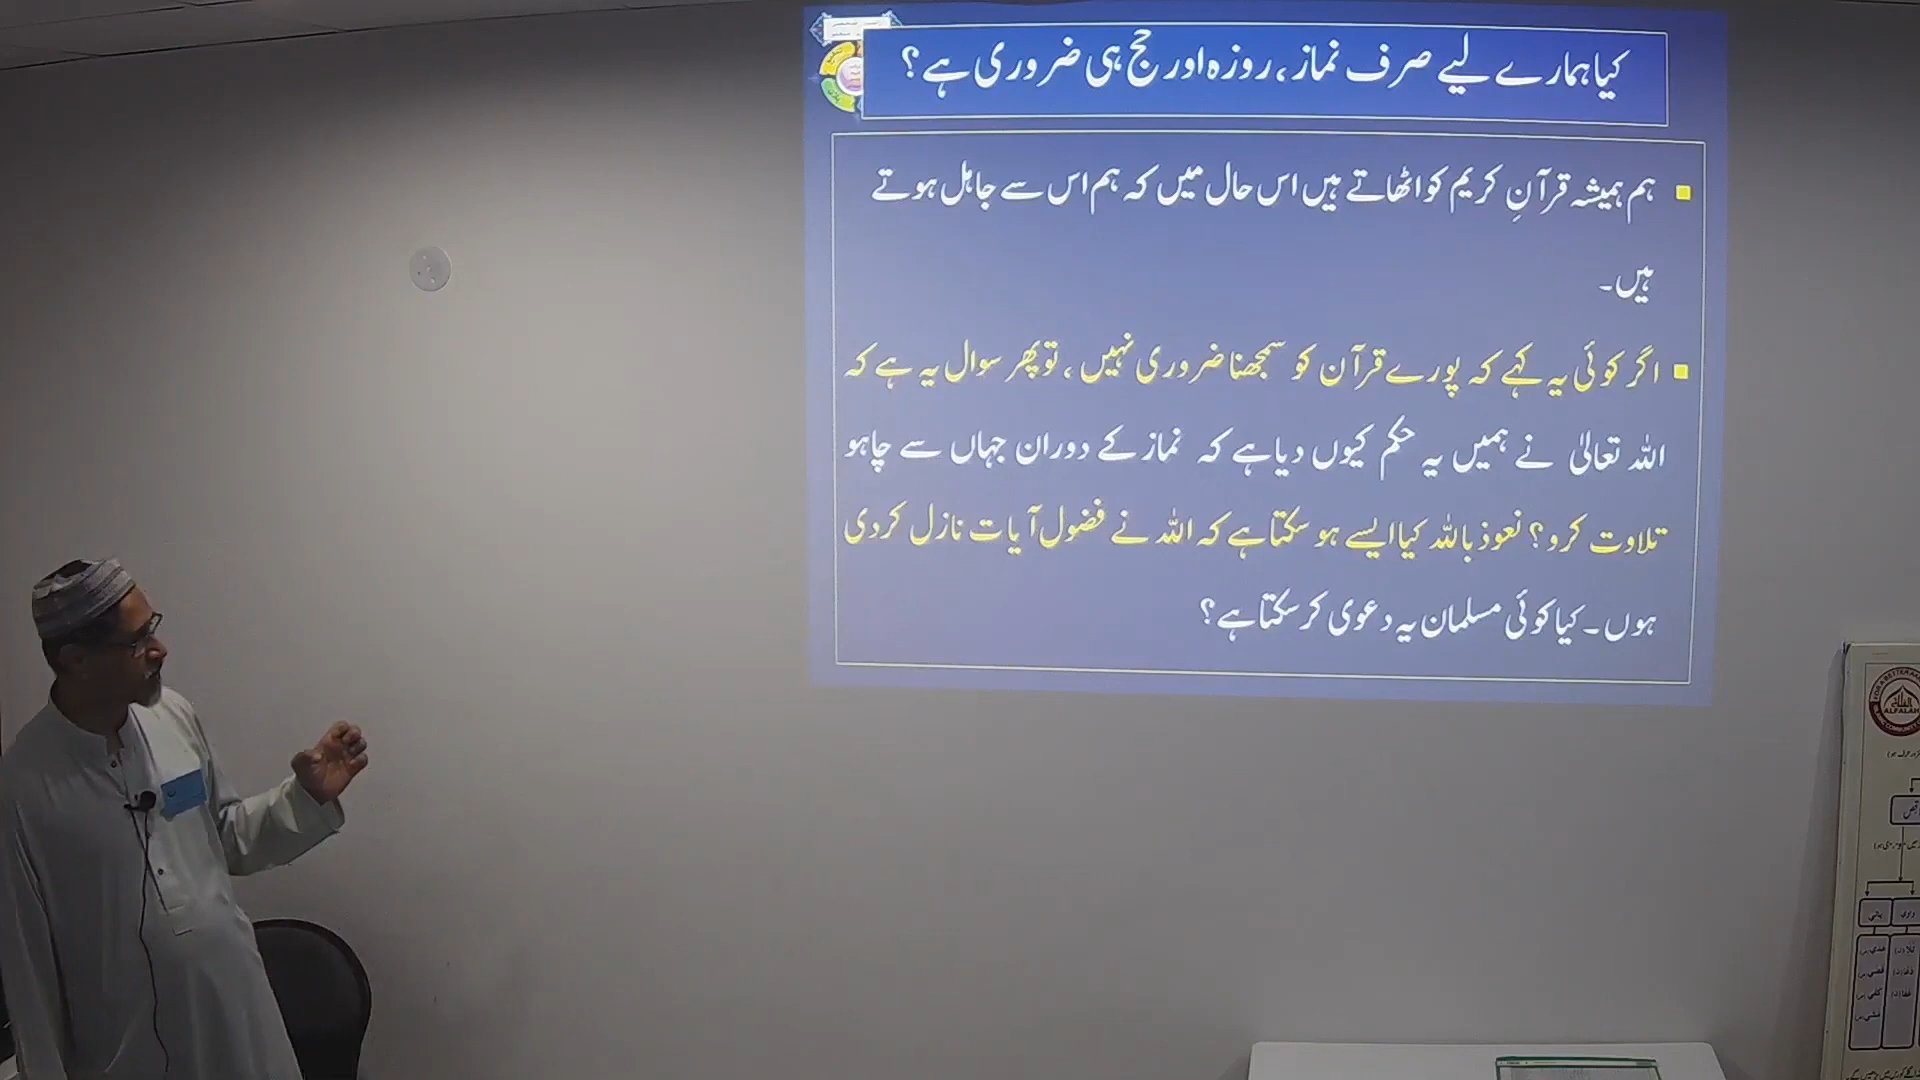 کیا ہمارے لیے صرف نماز، روزہ اور حج ہی ضروری ہے؟
ہم ہمیشہ قرآنِ کریم کو اٹھاتے ہیں اس حال میں کہ ہم اس سے جاہل ہوتے
ہیں۔
اگر کوئی یہ کہے کہ پورے قرآن کو سمجھنا ضروری نہیں، تو پھر سوال یہ ہے کہ
اللہ تعالیٰ نے ہمیں یہ حکم کیوں دیا ہے کہ نماز کے دوران جہاں سے چاہو
تلاوت کرو؟ نعوذ باللہ کیا ایسے ہو سکتا ہے کہ اللہ نے فضول آیات نازل کردی
ہوں۔ کیا کوئی مسلمان یہ دعوی کر سکتا ہے؟
ALFALAH